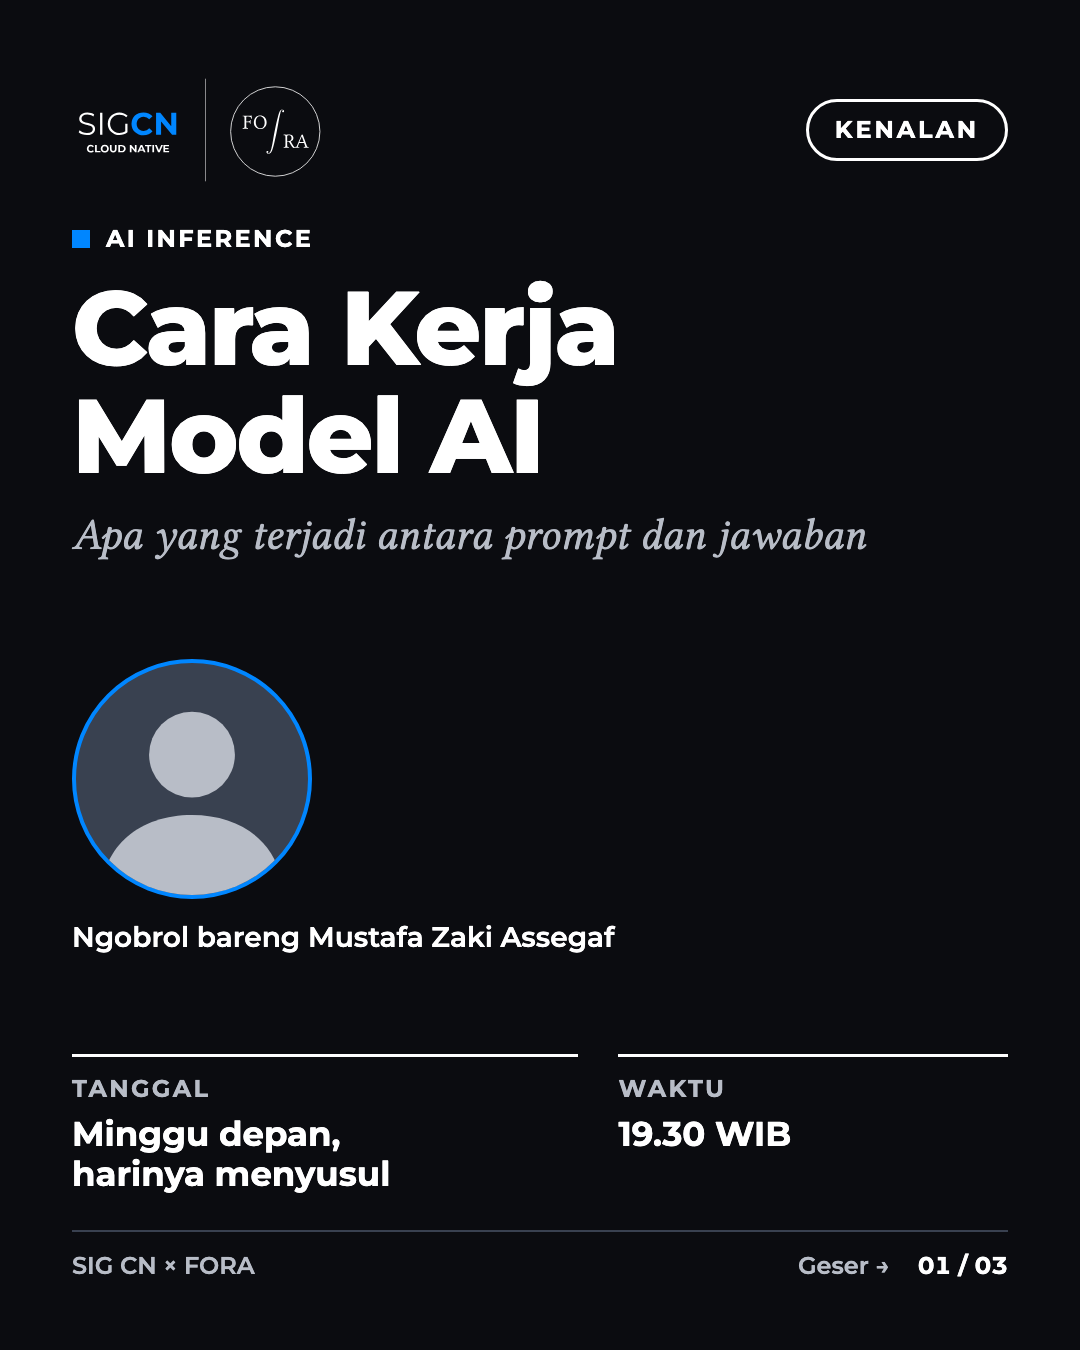 SIGCN
CLOUD NATIVE
FO
RA
KENALAN
AI INFERENCE
Cara Kerja
Model AI
Apa yang terjadi antara prompt dan jawaban
Ngobrol bareng Mustafa Zaki Assegaf
TANGGAL
Minggu depan,
harinya menyusul
WAKTU
19.30 WIB
SIG CN × FORA
Geser → 01 / 03